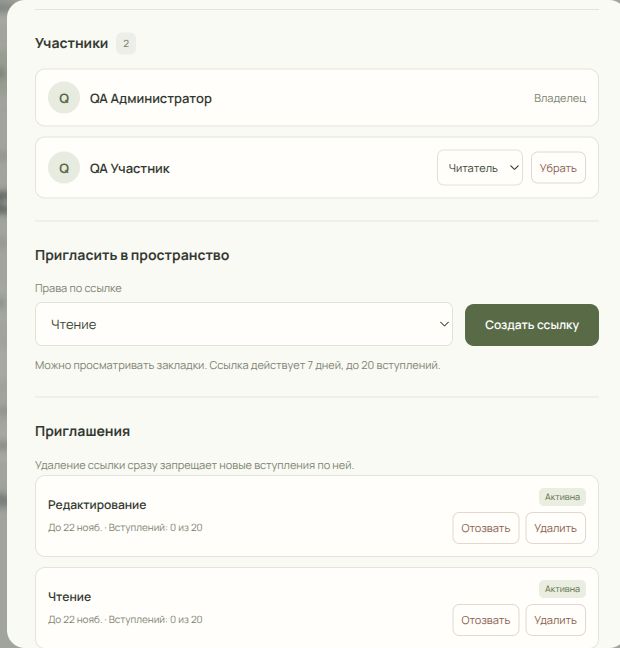 Участники 2
Q QA Администратор Владелец
Q QA Участник Читатель Убрать
Пригласить в пространство
Права по ссылке
Чтение Создать ссылку
Можно просматривать закладки. Ссылка действует 7 дней, до 20 вступлений.
Приглашения
Удаление ссылки сразу запрещает новые вступления по ней.
Активна
Редактирование
До 22 нояб. · Вступлений: 0 из 20 Отозвать Удалить
Активна
Чтение
До 22 нояб. · Вступлений: 0 из 20 Отозвать Удалить